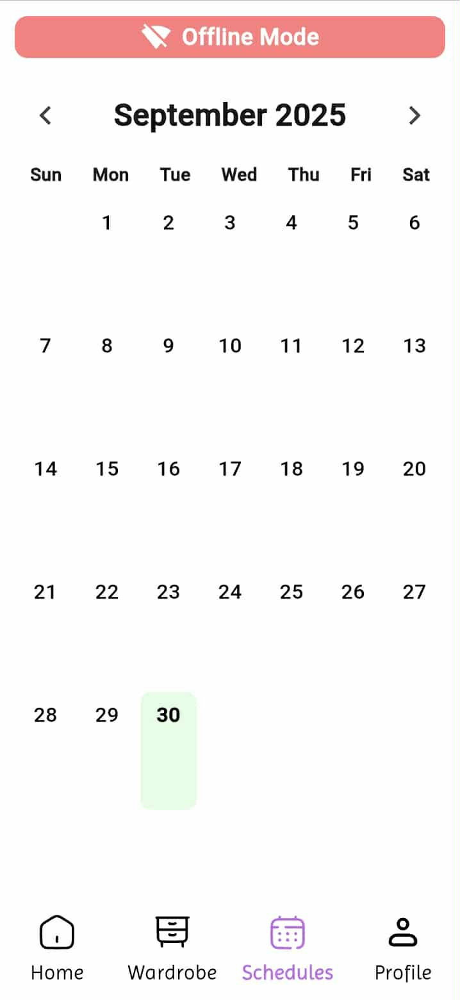 Offline Mode
September 2025
Sun Mon Tue Wed Thu Fri Sat
1 2 3 4 5 6
7 8 9 10 11 12 13
14 15 16 17 18 19 20
21 22 23 24 25 26 27
28 29 30
Home Wardrobe Schedules Profile